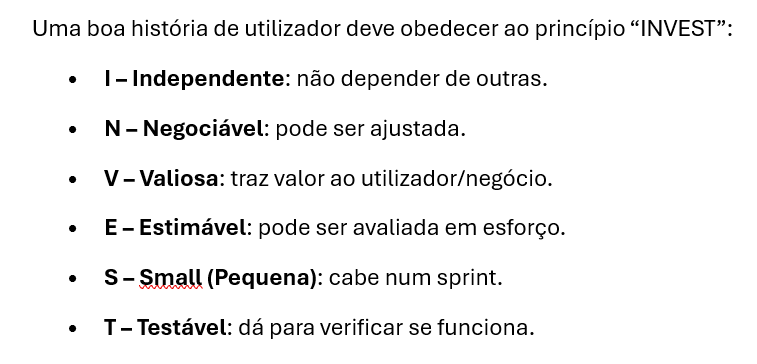 Uma boa história de utilizador deve obedecer ao princípio “INVEST”:
• I – Independente: não depender de outras.
• N – Negociável: pode ser ajustada.
• V – Valiosa: traz valor ao utilizador/negócio.
• E – Estimável: pode ser avaliada em esforço.
• S – Small (Pequena): cabe num sprint.
• T – Testável: dá para verificar se funciona.